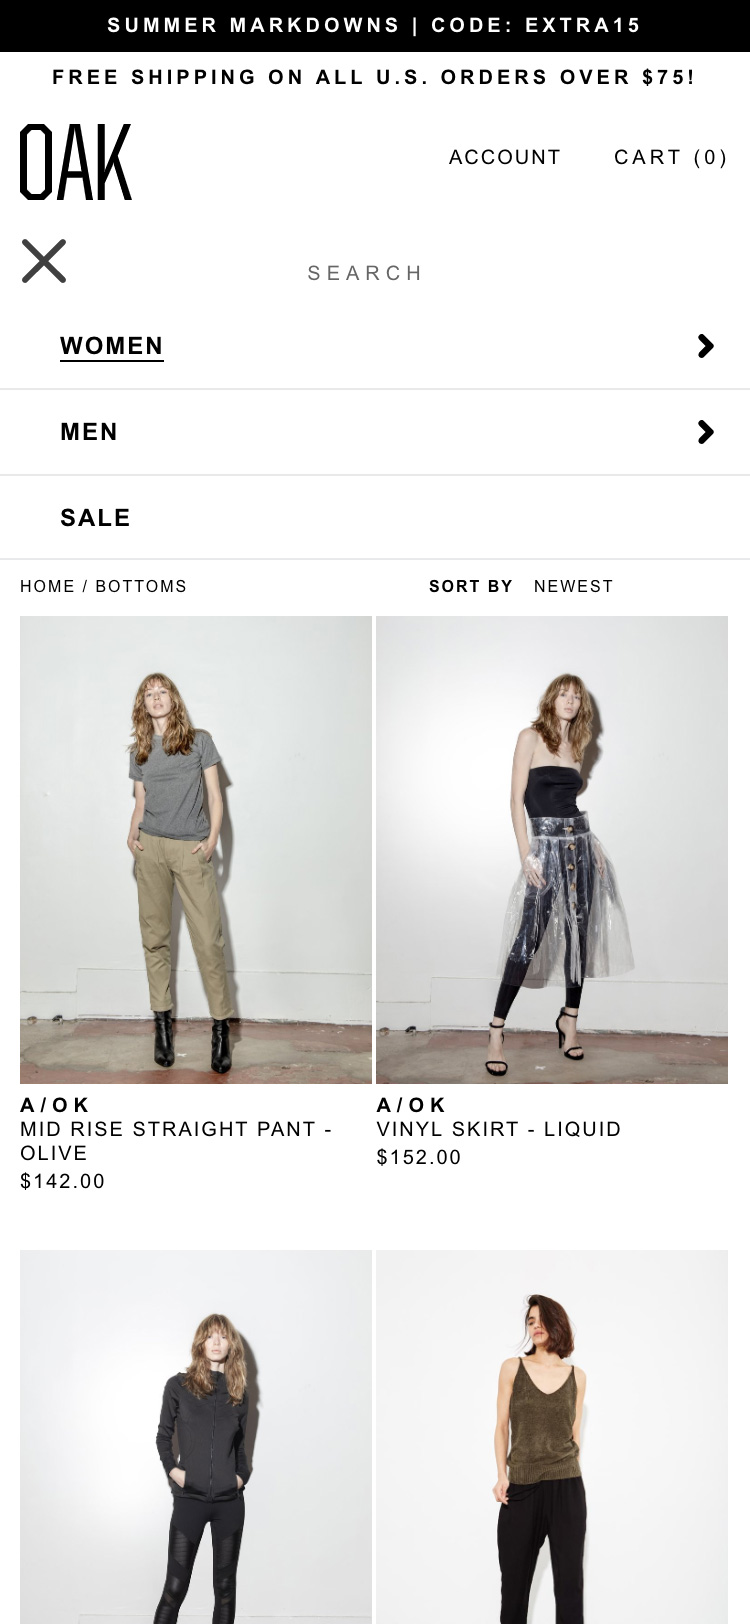 SUMMER MARKDOWNS | CODE: EXTRA15
FREE SHIPPING ON ALL U.S. ORDERS OVER $75!
OAK
ACCOUNT CART (0)
SEARCH
WOMEN
MEN
SALE
HOME / BOTTOMS SORT BY NEWEST
A/OK
MID RISE STRAIGHT PANT -
OLIVE
$142.00
A/OK
VINYL SKIRT - LIQUID
$152.00